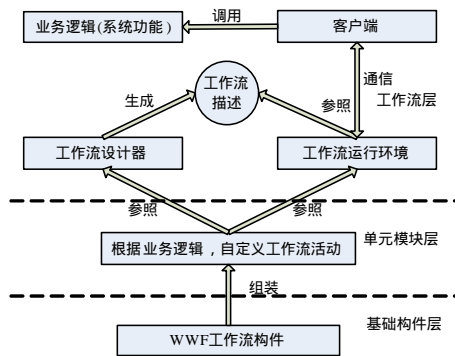 业务逻辑(系统功能)
调用
客户端
工作流
描述
生成
参照
通信
工作流层
工作流设计器
工作流运行环境
参照
参照
单元模块层
根据业务逻辑，自定义工作流活动
组装
基础构件层
WWF工作流构件